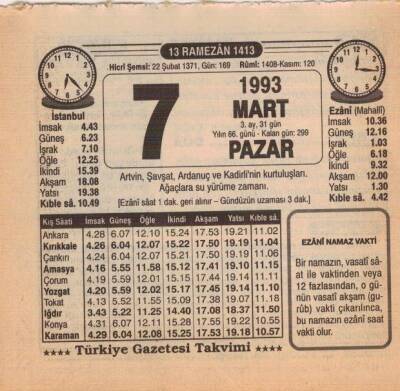 13 RAMEZÂN 1413
Hicrî Şemsî: 22 Şubat 1371, Gün: 169 Rûmî: 1408-Kasım: 120
7
1993
MART
3. ay, 31 gün
Yılın 66. günü - Kalan gün: 299
PAZAR
İstanbul
İmsak 4.43
Güneş 6.23
İşrak 7.10
Öğle 12.25
İkindi 15.39
Akşam 18.08
Yatsı 19.38
Kıble sâ. 10.49
Ezânî (Mahallî)
İmsak 10.36
Güneş 12.16
İşrak 1.03
Öğle 6.18
İkindi 9.32
Akşam 12.00
Yatsı 1.30
Kıble sâ. 4.42
Artvin, Şavşat, Ardanuç ve Kadirli'nin kurtuluşları.
Ağaçlara su yürüme zamanı.
[Ezânî sâat 1 dak. geri alınır – Gündüzün uzaması 3 dak.]
Kış Sâati İmsak Güneş Öğle İkindi Akşam Yatsı Kıble sâ.
Ankara 4.28 6.07 12.10 15.24 17.53 19.21 11.02
Kırıkkale 4.26 6.04 12.07 15.22 17.50 19.19 11.04
Çankırı 4.24 6.04 12.07 15.21 17.50 19.19 11.06
Amasya 4.16 5.55 11.58 15.12 17.41 19.10 11.15
Çorum 4.19 5.59 12.01 15.15 17.44 19.14 11.11
Yozgat 4.20 5.59 12.02 15.17 17.45 19.14 11.10
Tokat 4.13 5.52 11.55 15.09 17.38 19.07 11.18
Iğdır 3.43 5.22 11.25 14.40 17.08 18.37 11.50
Konya 4.31 6.07 12.11 15.28 17.55 19.22 10.55
Karaman 4.29 6.04 12.08 15.25 17.53 19.18 10.57
EZÂNÎ NAMAZ VAKTİ
Bir namazın, vasatî sâ-
at ile vaktinden veya
12 fazlasından, o gü-
nün vasatî akşam (gu-
rûb) vakti çıkarılınca,
bu namazın ezânî saat
vakti olur.
★★★★ Türkiye Gazetesi Takvimi ★★★★